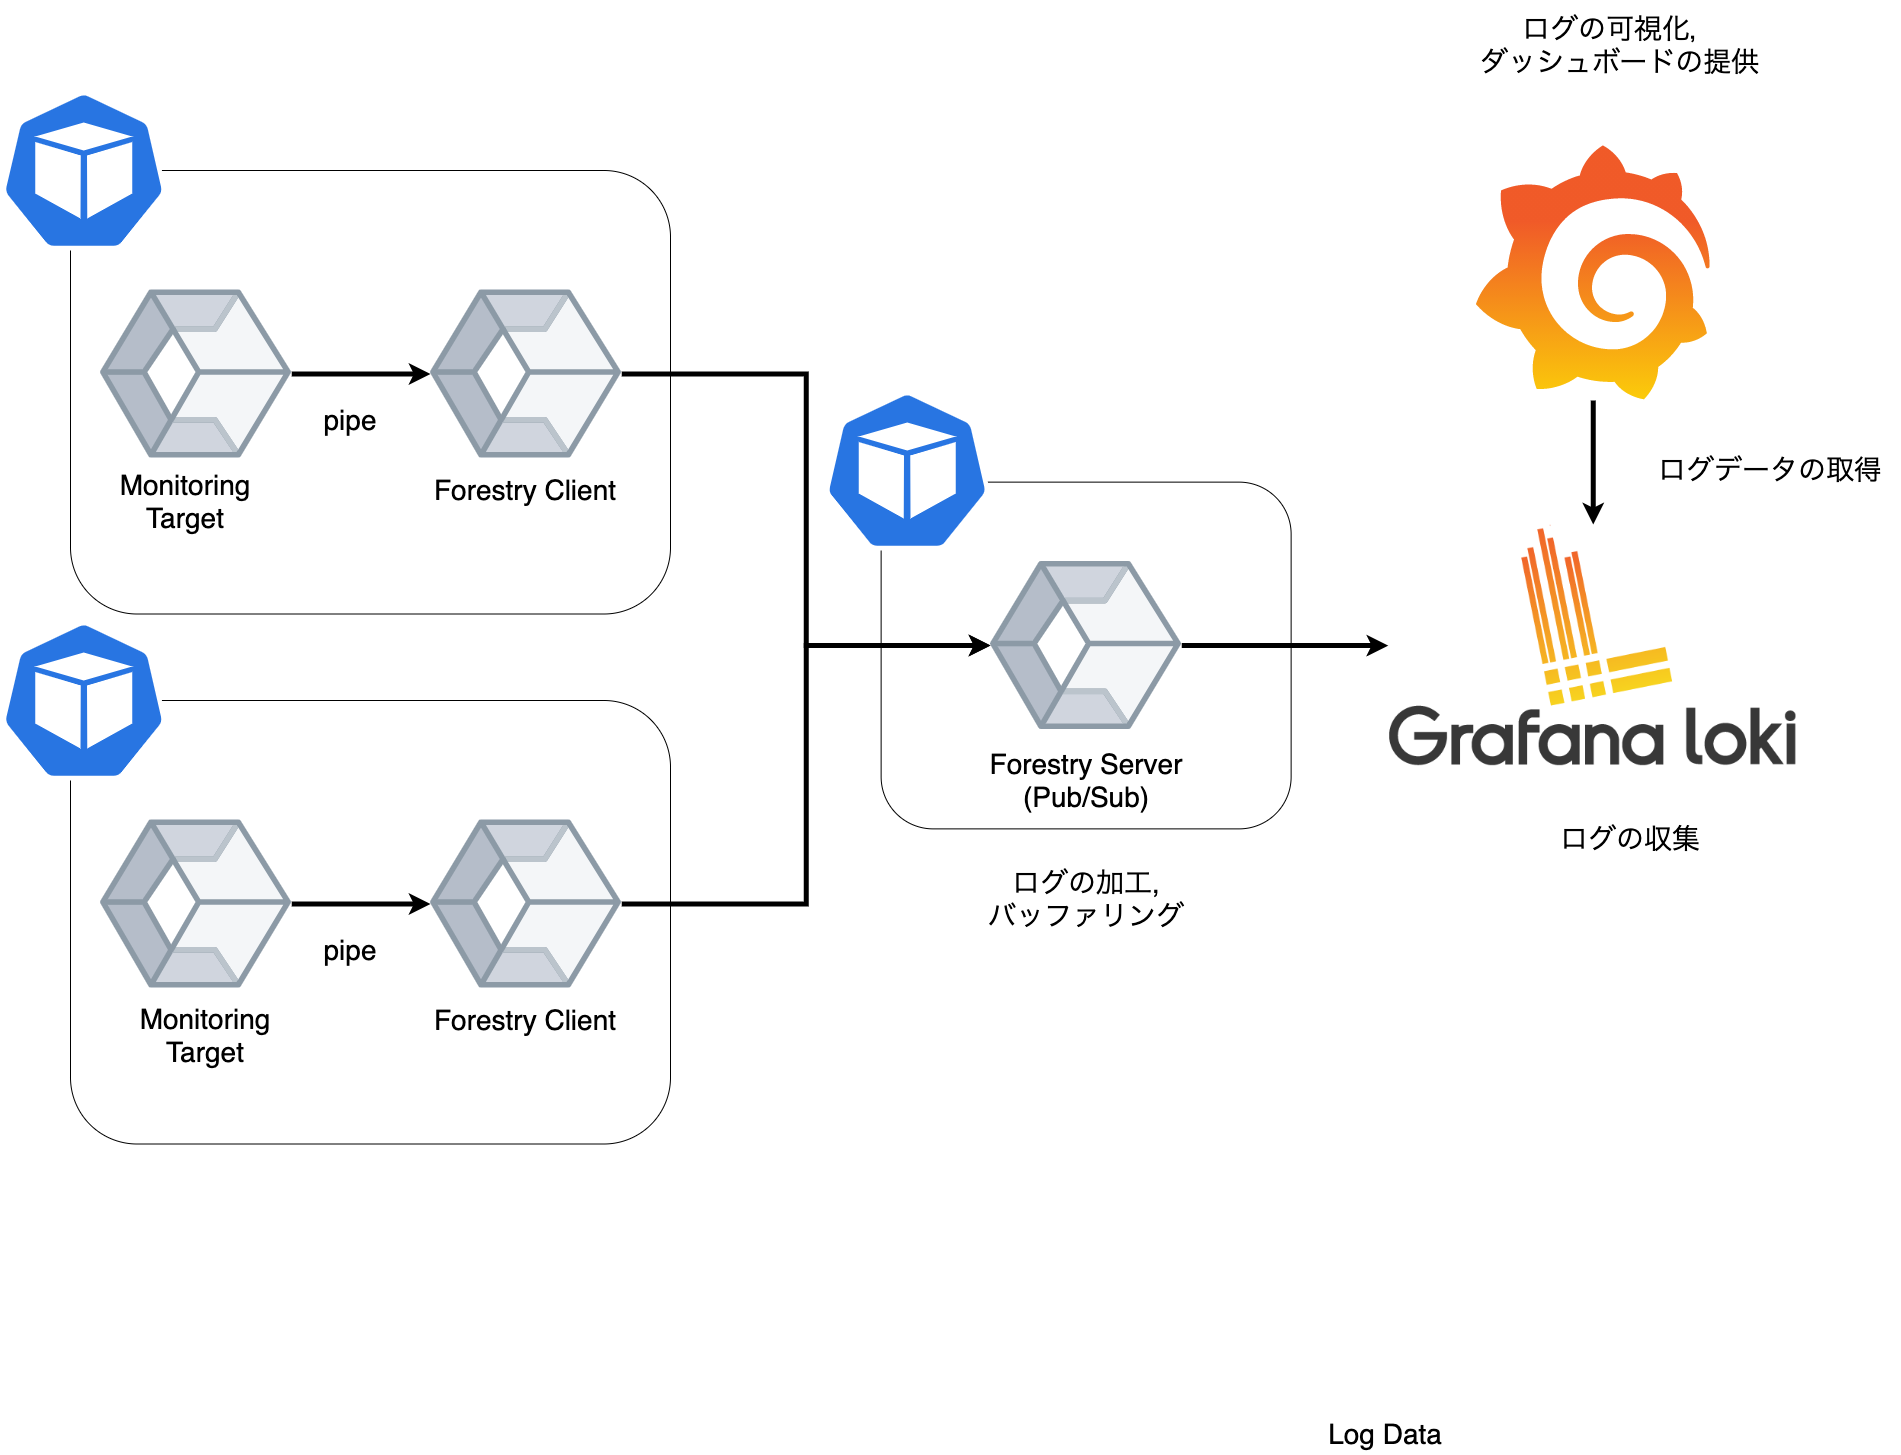 ログの可視化,
ダッシュボードの提供
pipe
Monitoring
Target
Forestry Client
ログデータの取得
Grafana loki
ログの収集
Forestry Server
(Pub/Sub)
ログの加工,
バッファリング
pipe
Monitoring
Target
Forestry Client
Log Data